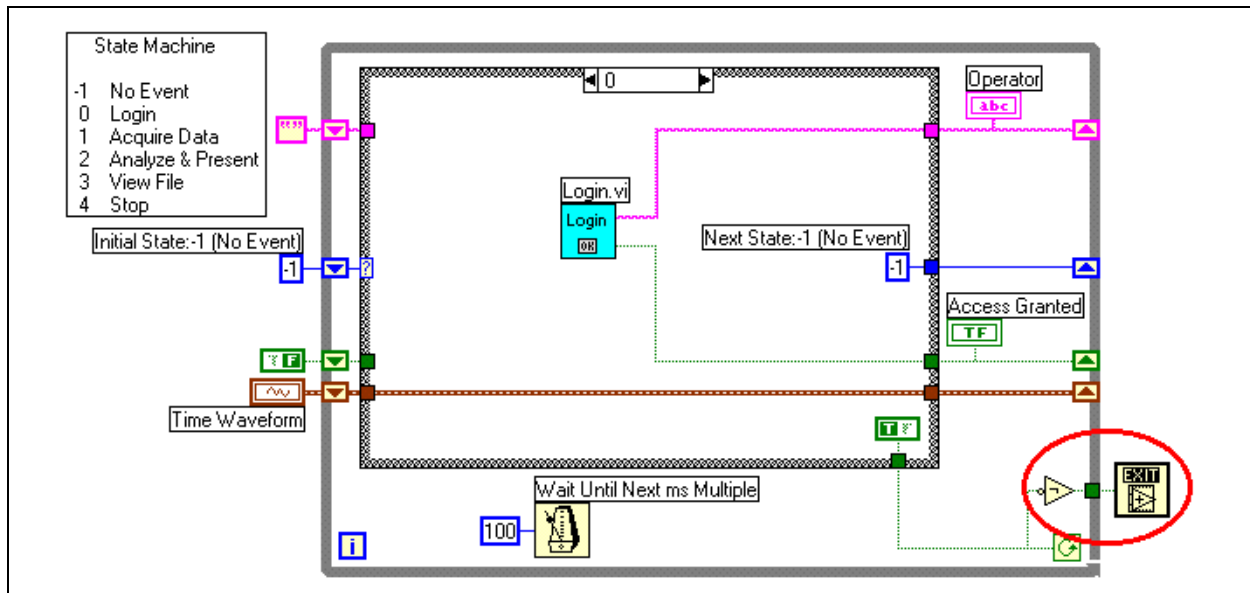 State Machine
-1 No Event
0 Login
1 Acquire Data
2 Analyze & Present
3 View File
4 Stop
0
Operator
abc
Login.vi
Login
OK
Initial State:-1 (No Event)
-1
?
Next State:-1 (No Event)
-1
Access Granted
TF
F
Time Waveform
T
Wait Until Next ms Multiple
100
i
EXIT